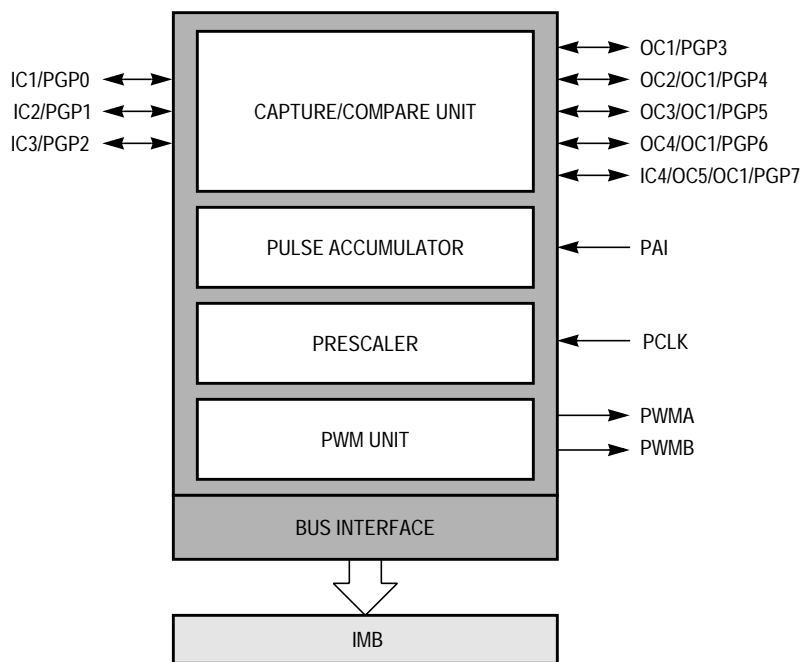 IC1/PGP0
IC2/PGP1
IC3/PGP2
CAPTURE/COMPARE UNIT
OC1/PGP3
OC2/OC1/PGP4
OC3/OC1/PGP5
OC4/OC1/PGP6
IC4/OC5/OC1/PGP7
PULSE ACCUMULATOR
PAI
PRESCALER
PCLK
PWM UNIT
PWMA
PWMB
BUS INTERFACE
IMB